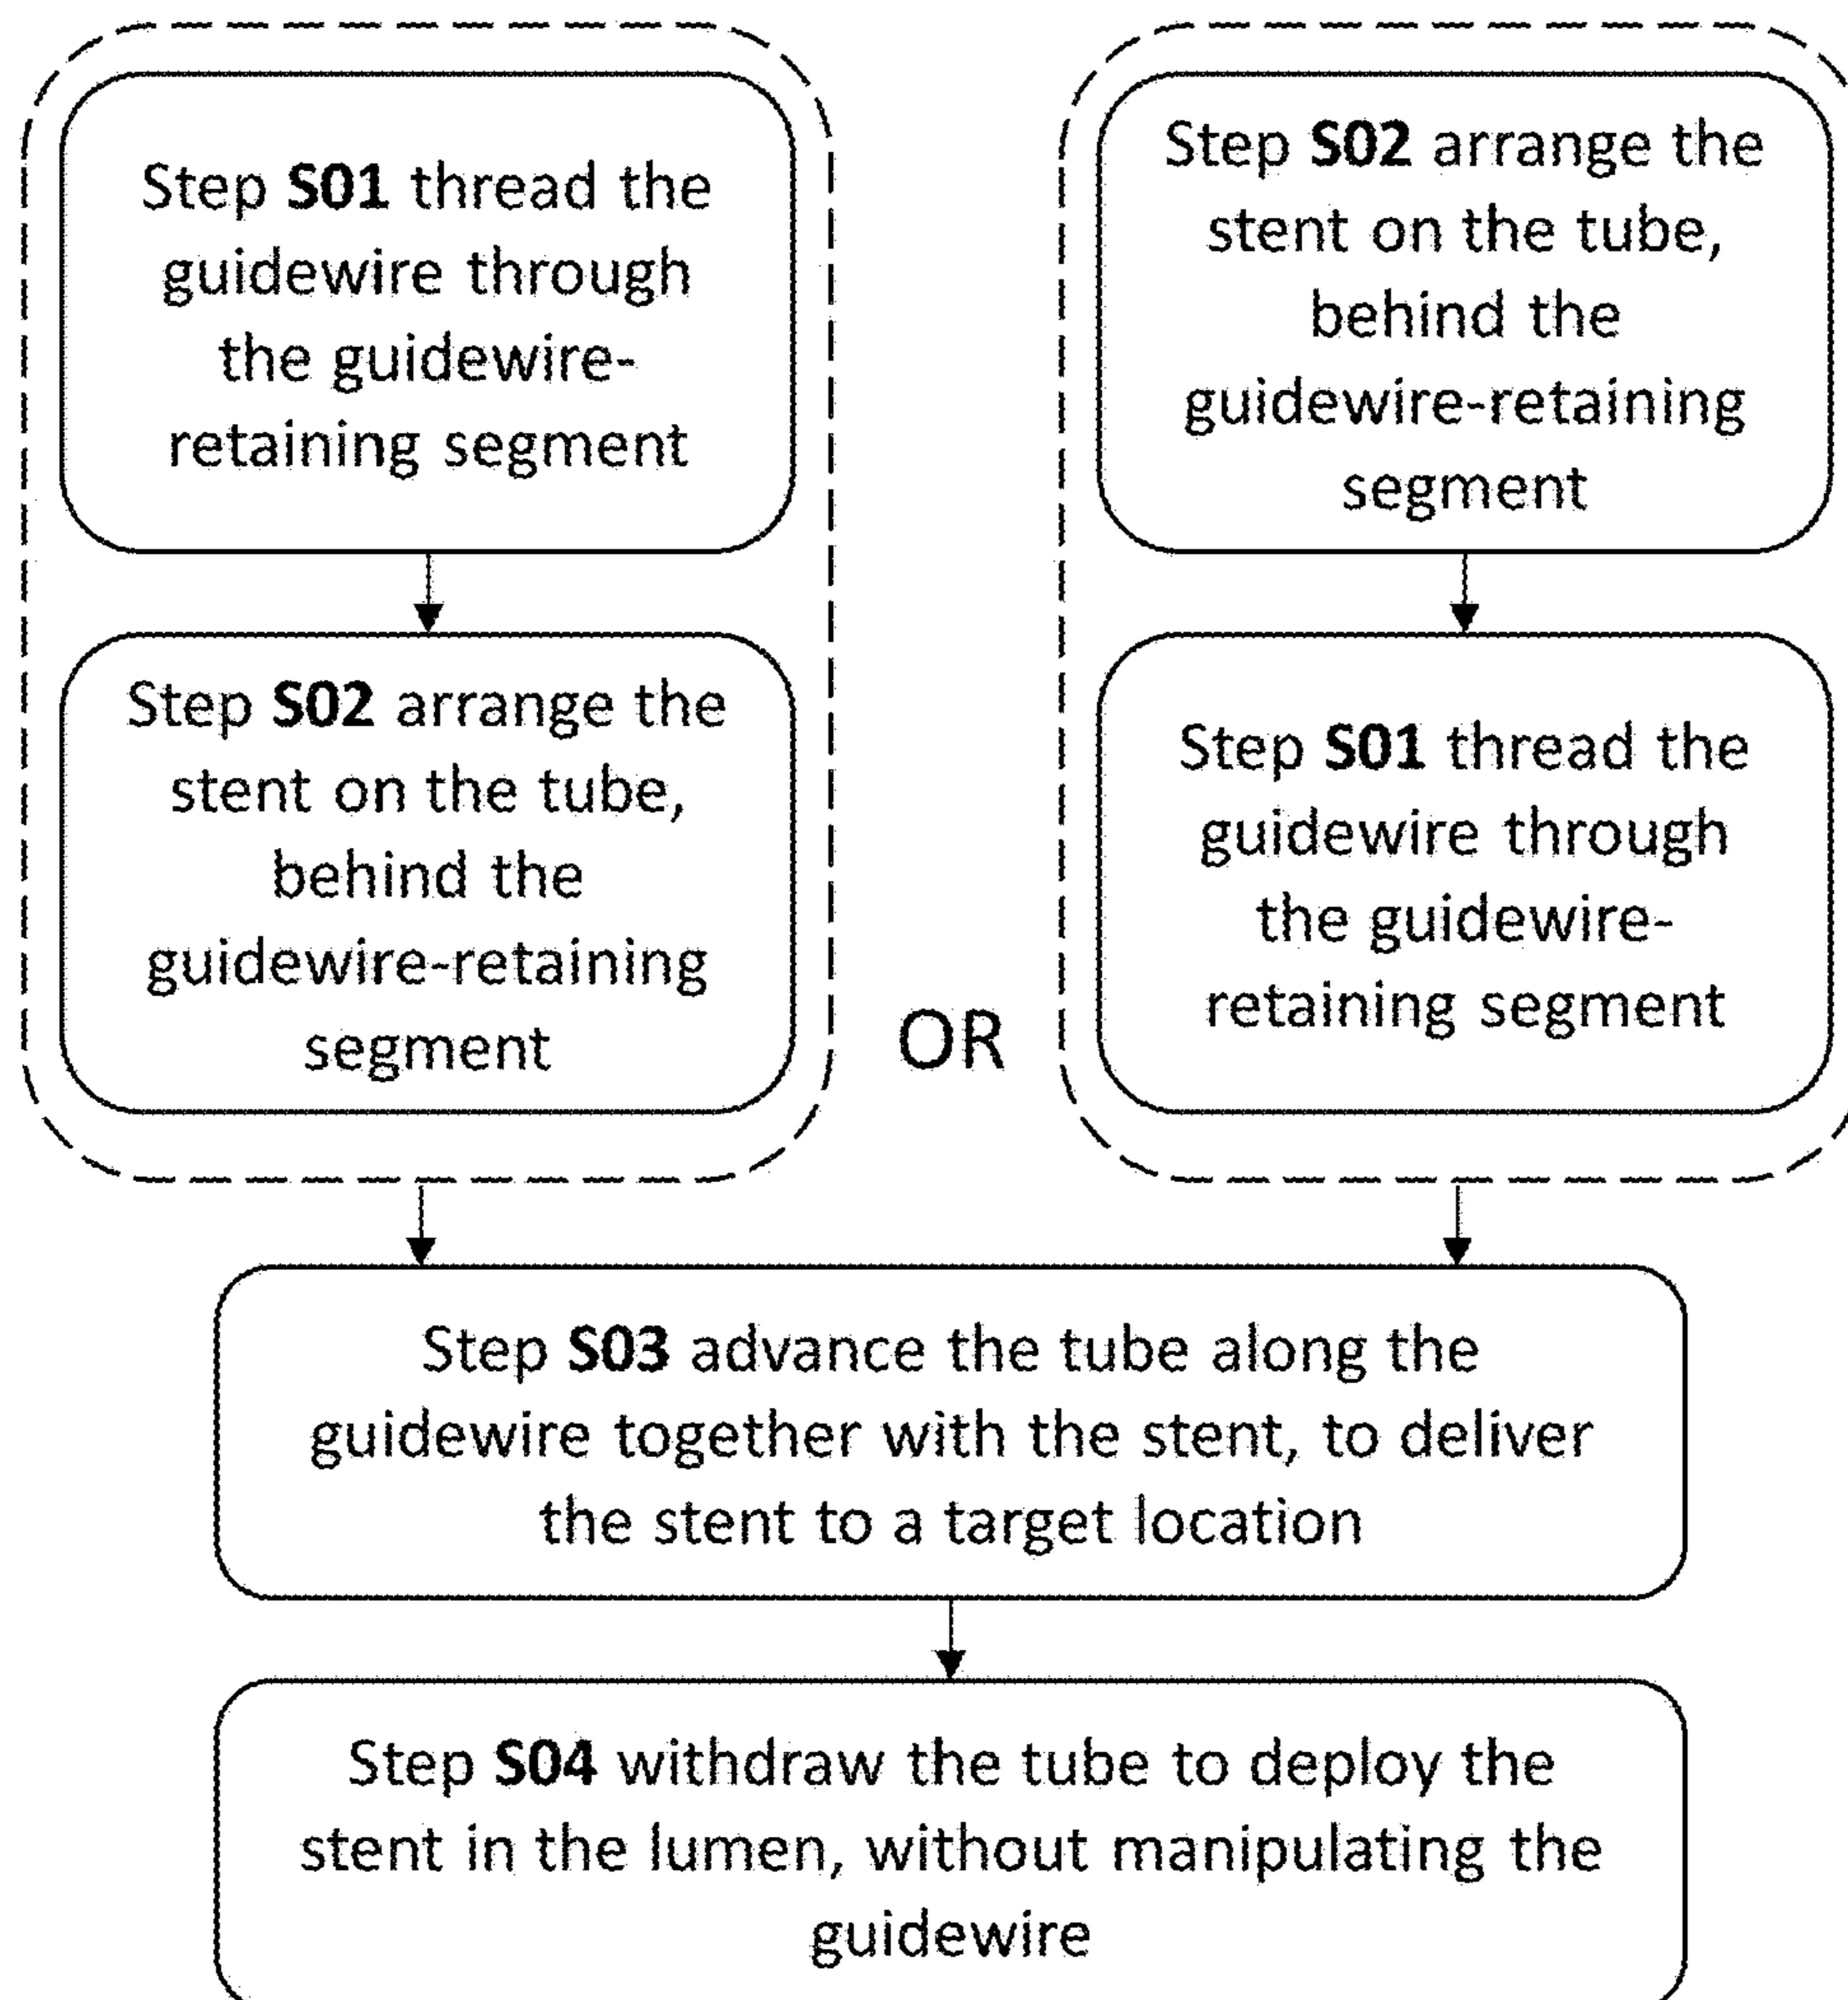 Step S01 thread the
guidewire through
the guidewire-
retaining segment
Step S02 arrange the
stent on the tube,
behind the
guidewire-retaining
segment
OR
Step S02 arrange the
stent on the tube,
behind the
guidewire-retaining
segment
Step S01 thread the
guidewire through
the guidewire-
retaining segment
Step S03 advance the tube along the
guidewire together with the stent, to deliver
the stent to a target location
Step S04 withdraw the tube to deploy the
stent in the lumen, without manipulating the
guidewire